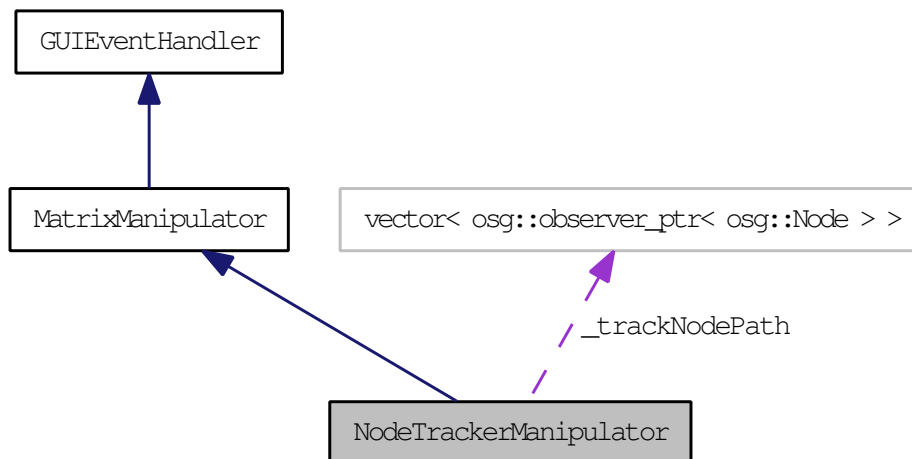 GUIEventHandler
MatrixManipulator
vector< osg::observer_ptr< osg::Node > >
_trackNodePath
NodeTrackerManipulator